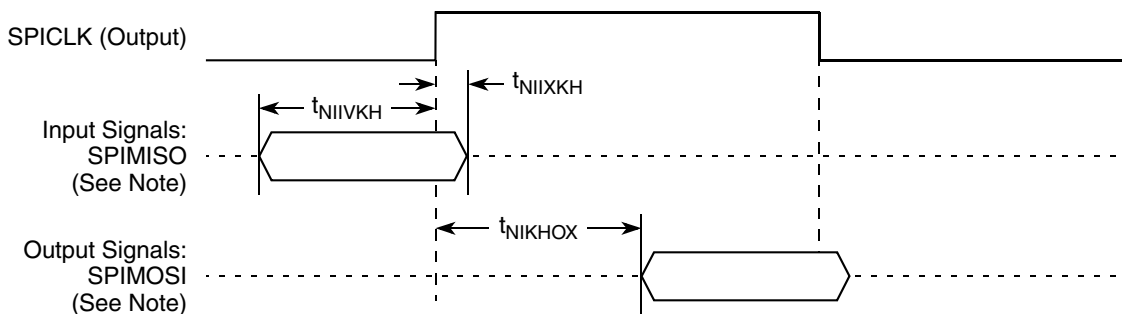 SPICLK (Output)
tNIIXKH
tNIIVKH
Input Signals:
SPIMISO
(See Note)
tNIKHOX
Output Signals:
SPIMOSI
(See Note)